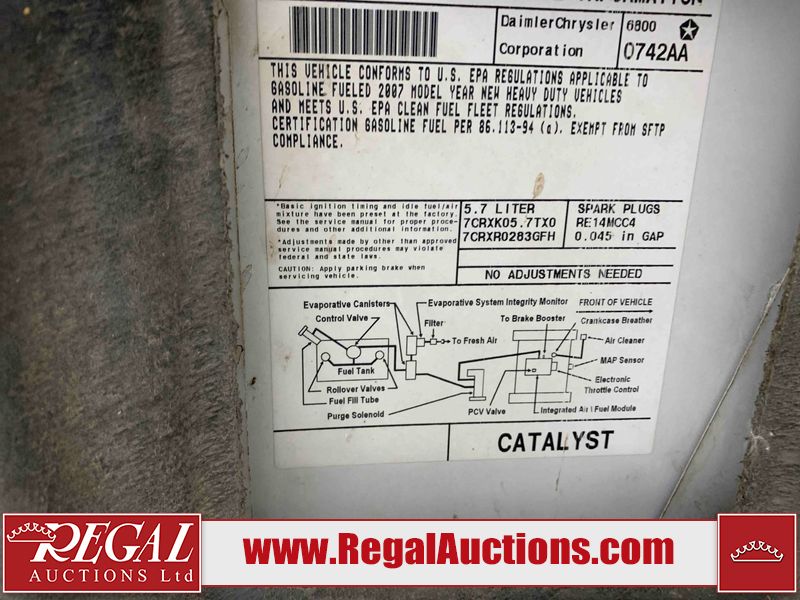 DaimlerChrysler 6800
Corporation 0742AA
THIS VEHICLE CONFORMS TO U.S. EPA REGULATIONS APPLICABLE TO
GASOLINE FUELED 2007 MODEL YEAR NEW HEAVY DUTY VEHICLES
AND MEETS U.S. EPA CLEAN FUEL FLEET REGULATIONS.
CERTIFICATION GASOLINE FUEL PER 86.113-94 (a). EXEMPT FROM SFTP
COMPLIANCE.
*Basic ignition timing and idle fuel/air
mixture have been preset at the factory.
See the service manual for proper proce-
dures and other additional information.
*Adjustments made by other than approved
service manual procedures may violate
federal and state laws.
CAUTION: Apply parking brake when
servicing vehicle.
5.7 LITER
7CRXK05.7TX0
7CRXR0283GFH
SPARK PLUGS
RE14MCC4
0.045 in GAP
NO ADJUSTMENTS NEEDED
Evaporative Canisters
Control Valve
Evaporative System Integrity Monitor
Filter
To Fresh Air
Fuel Tank
Rollover Valves
Fuel Fill Tube
Purge Solenoid
FRONT OF VEHICLE
To Brake Booster
Crankcase Breather
Air Cleaner
MAP Sensor
Electronic
Throttle Control
PCV Valve
Integrated Air / Fuel Module
CATALYST
REGAL
AUCTIONS Ltd
www.RegalAuctions.com